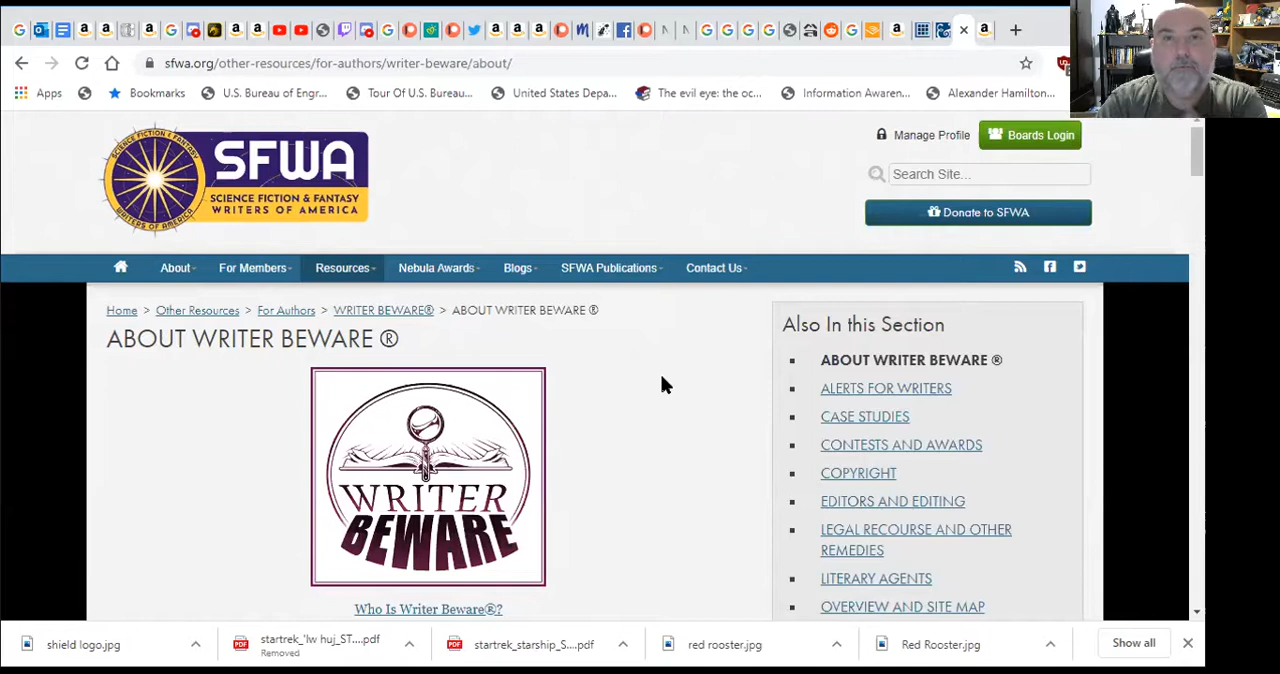 sfwa.org/other-resources/for-authors/writer-beware/about/
Apps
Bookmarks
U.S. Bureau of Engr...
Tour Of U.S. Bureau...
United States Depa...
The evil eye: the oc...
Information Awaren...
Alexander Hamilton...
SCIENCE FICTION & FANTASY
WRITERS OF AMERICA
SFWA
SCIENCE FICTION & FANTASY
WRITERS OF AMERICA
Manage Profile
Boards Login
Search Site...
Donate to SFWA
About
For Members
Resources
Nebula Awards
Blogs
SFWA Publications
Contact Us
Home > Other Resources > For Authors > WRITER BEWARE® > ABOUT WRITER BEWARE ®
ABOUT WRITER BEWARE ®
WRITER
BEWARE
Who Is Writer Beware®?
Also In this Section
ABOUT WRITER BEWARE ®
ALERTS FOR WRITERS
CASE STUDIES
CONTESTS AND AWARDS
COPYRIGHT
EDITORS AND EDITING
LEGAL RECOURSE AND OTHER
REMEDIES
LITERARY AGENTS
OVERVIEW AND SITE MAP
shield logo.jpg
startrek_'lw huj_ST....pdf
Removed
startrek_starship_S....pdf
red rooster.jpg
Red Rooster.jpg
Show all